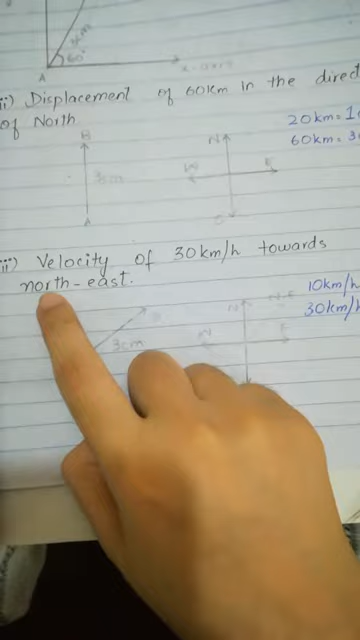 3cm
60°
A
x-axis
ii) Displacement of 60km in the direct
of North
20km = 1
60km = 3
B
N
W
E
A
iii) Velocity of 30km/h towards
north-east.
10km/h
30km/h
N
N.E
3cm
E